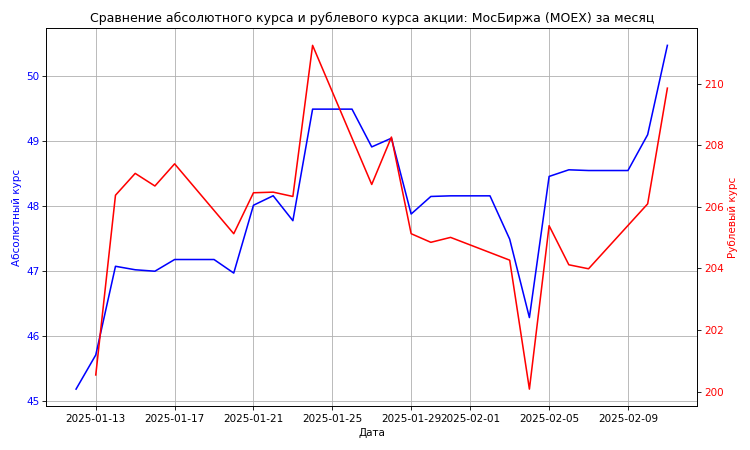 Сравнение абсолютного курса и рублевого курса акции: МосБиржа (MOEX) за месяц
Абсолютный курс
50
49
48
47
46
45
210
208
206
204
202
200
Рублевый курс
2025-01-13 2025-01-17 2025-01-21 2025-01-25 2025-01-29 2025-02-01 2025-02-05 2025-02-09
Дата